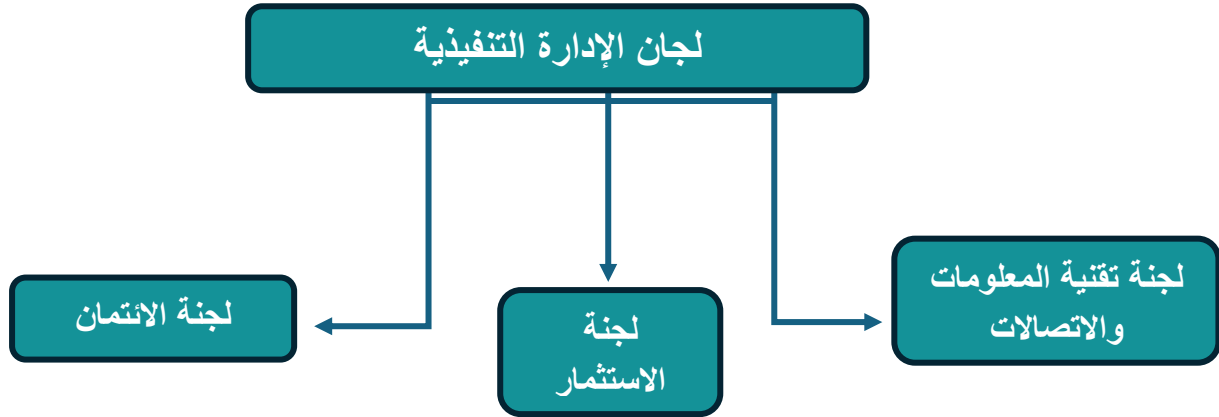 لجان الإدارة التنفيذية
لجنة تقنية المعلومات
والاتصالات
لجنة
الاستثمار
لجنة الائتمان